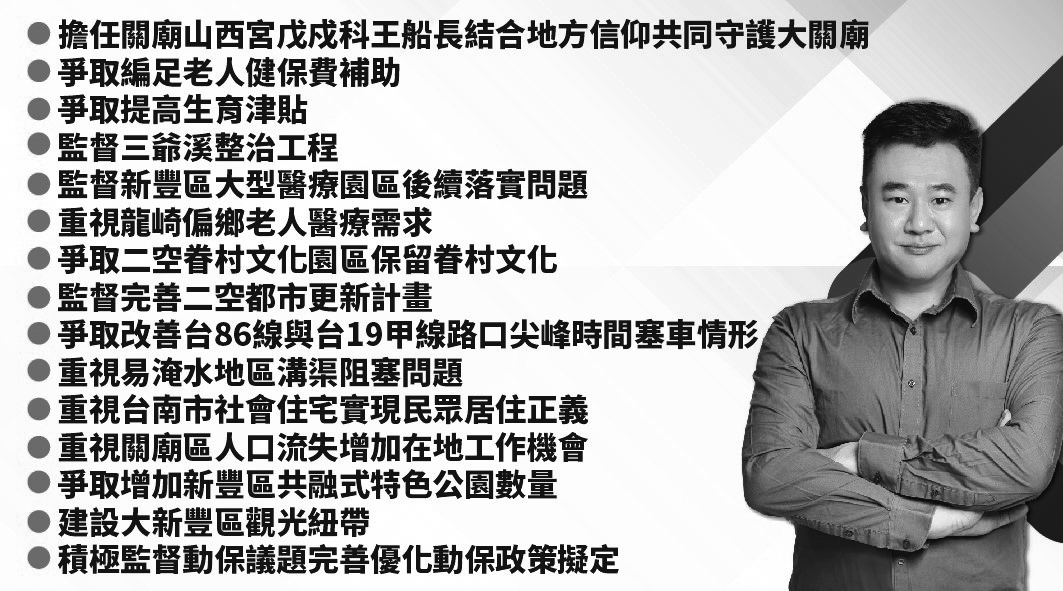 ● 擔任關廟山西宮戊戍科王船長結合地方信仰共同守護大關廟
● 爭取編足老人健保費補助
● 爭取提高生育津貼
● 監督三爺溪整治工程
● 監督新豐區大型醫療園區後續落實問題
● 重視龍崎偏鄉老人醫療需求
● 爭取二空眷村文化園區保留眷村文化
● 監督完善二空都市更新計畫
● 爭取改善台86線與台19甲線路口尖峰時間塞車情形
● 重視易淹水地區溝渠阻塞問題
● 重視台南市社會住宅實現民眾居住正義
● 重視關廟區人口流失增加在地工作機會
● 爭取增加新豐區共融式特色公園數量
● 建設大新豐區觀光紐帶
● 積極監督動保議題完善優化動保政策擬定